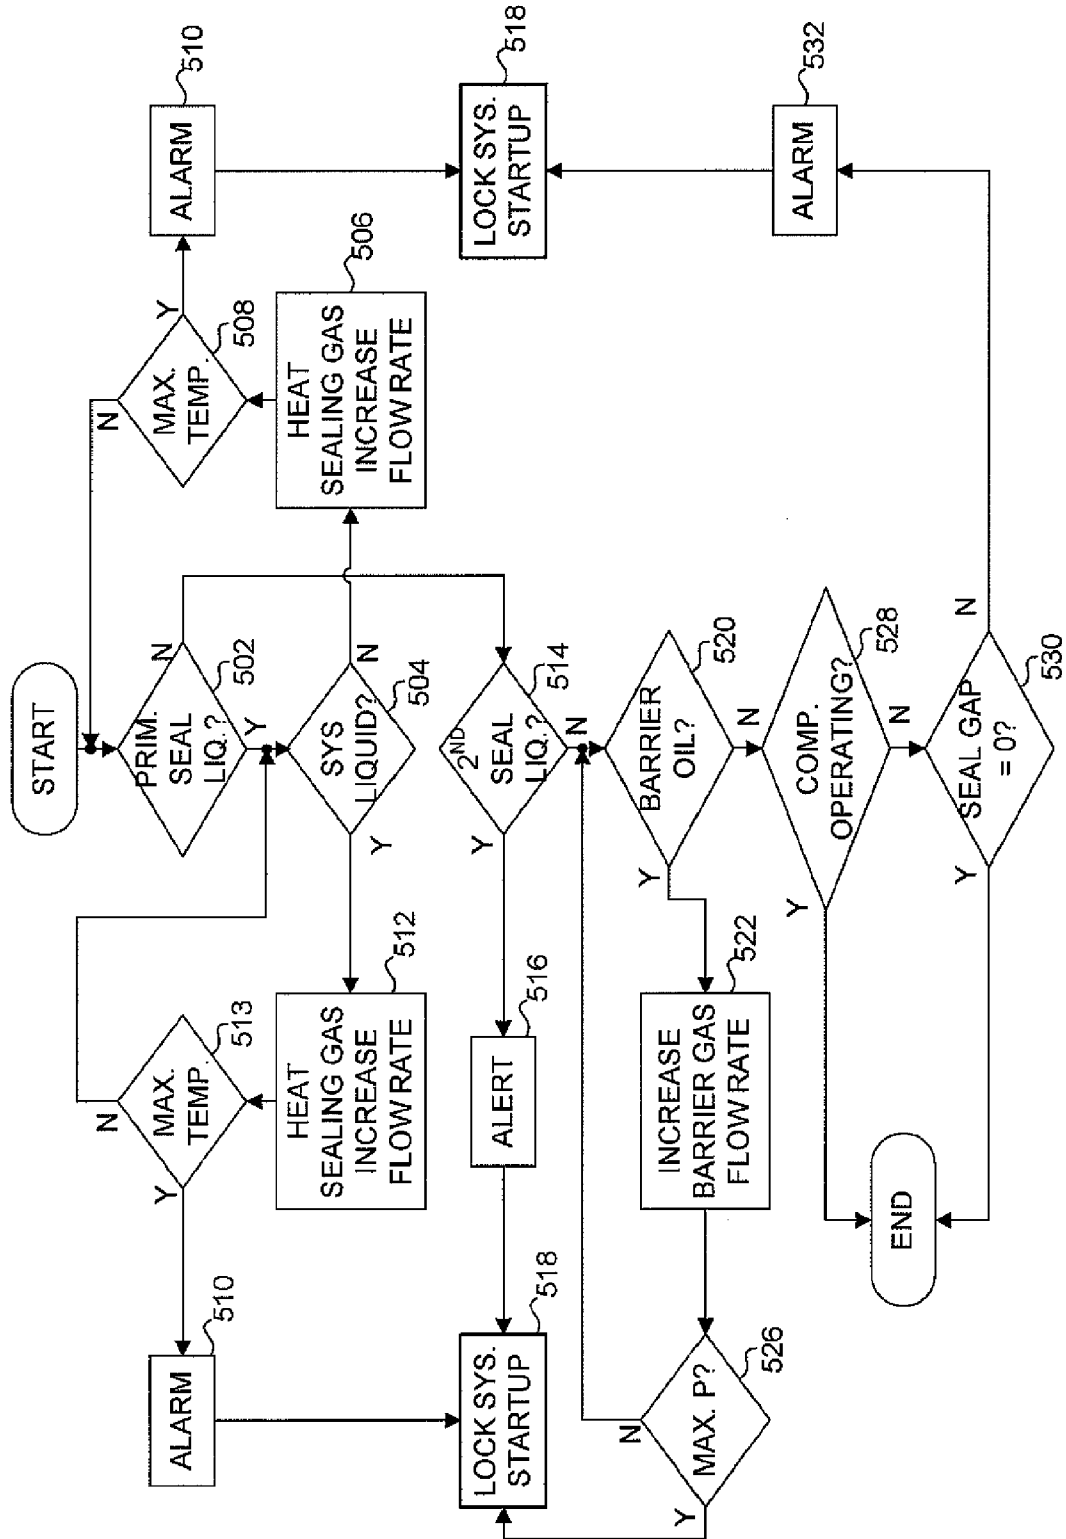 START
PRIM.
SEAL
LIQ.?
502
Y
N
SYS
LIQUID?
504
Y
N
HEAT
SEALING GAS
INCREASE
FLOW RATE
506
MAX.
TEMP.
508
N
Y
ALARM
510
LOCK SYS.
STARTUP
518
HEAT
SEALING GAS
INCREASE
FLOW RATE
512
MAX.
TEMP.
513
N
Y
ALARM
510
LOCK SYS.
STARTUP
518
2ND
SEAL
LIQ.?
514
Y
N
ALERT
516
BARRIER
OIL?
520
Y
N
INCREASE
BARRIER GAS
FLOW RATE
522
MAX. P?
526
N
Y
COMP.
OPERATING?
528
Y
N
SEAL GAP
= 0?
530
Y
N
ALARM
532
END